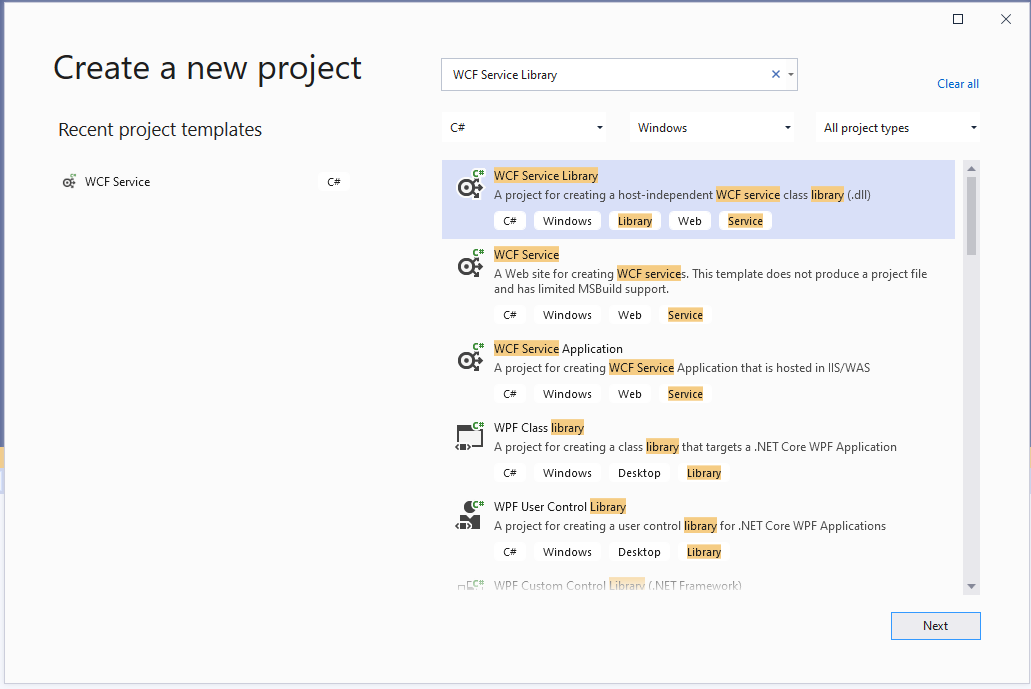 Create a new project
WCF Service Library
Clear all
Recent project templates
C#
Windows
All project types
WCF Service
C#
C#
WCF Service Library
A project for creating a host-independent WCF service class library (.dll)
C#
Windows
Library
Web
Service
C#
WCF Service
A Web site for creating WCF services. This template does not produce a project file
and has limited MSBuild support.
C#
Windows
Web
Service
C#
WCF Service Application
A project for creating WCF Service Application that is hosted in IIS/WAS
C#
Windows
Web
Service
C#
WPF Class library
A project for creating a class library that targets a .NET Core WPF Application
C#
Windows
Desktop
Library
C#
WPF User Control Library
A project for creating a user control library for .NET Core WPF Applications
C#
Windows
Desktop
Library
C#
WPF Custom Control Library (.NET Framework)
Next